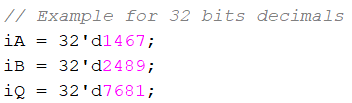 // Example for 32 bits decimals
iA = 32'd1467;
iB = 32'd2489;
iQ = 32'd7681;